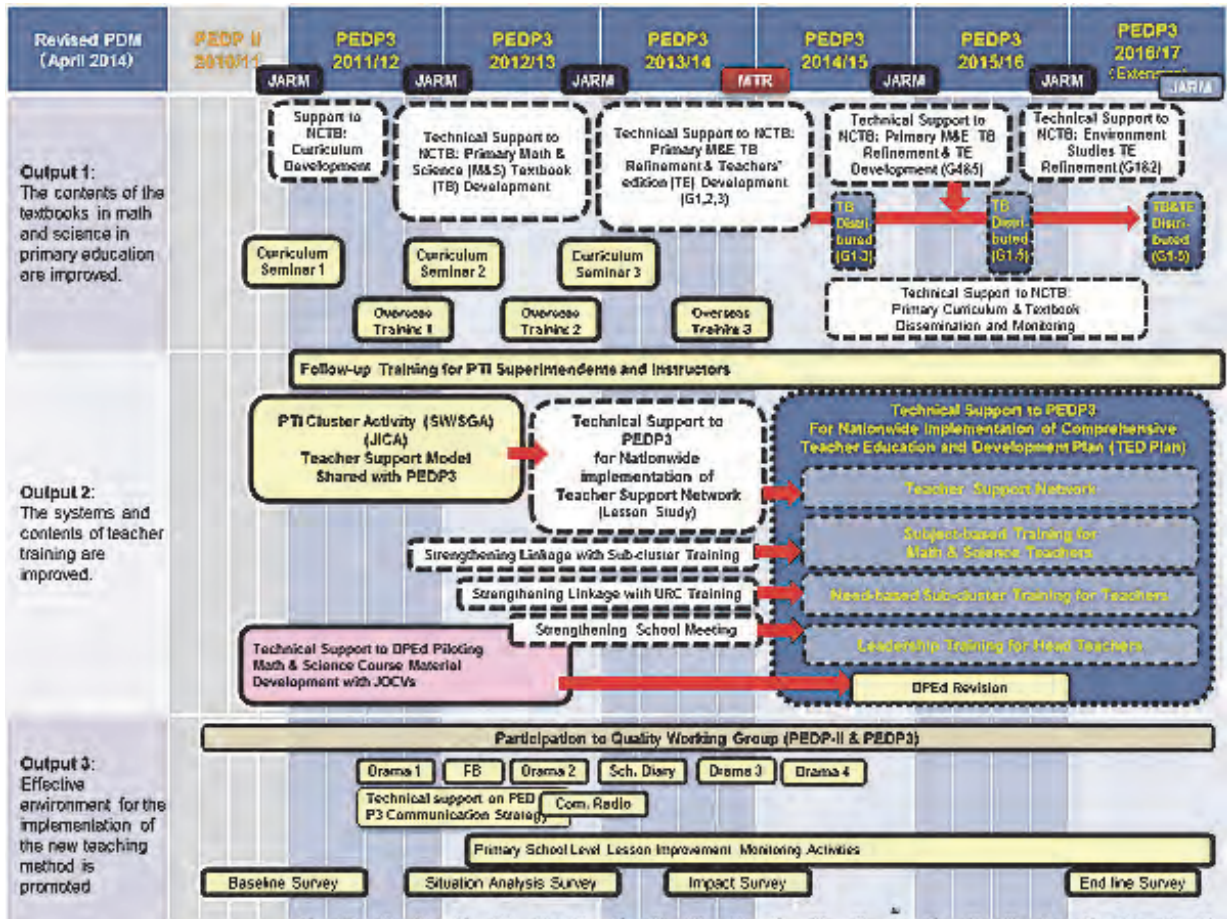 Revised PDM
(April 2014)
PEDP II
2010/11
PEDP3
2011/12
PEDP3
2012/13
PEDP3
2013/14
PEDP3
2014/15
PEDP3
2015/16
PEDP3
2016/17
(Extension)
JARM
JARM
JARM
MTR
JARM
JARM
JARM
Output 1:
The contents of the
textbooks in math
and science in
primary education
are improved.
Support to
NCTB:
Curriculum
Development
Technical Support to
NCTB: Primary Math &
Science (M&S) Textbook
(TB) Development
Technical Support to NCTB:
Primary M&E TB
Refinement & Teachers'
edition (TE) Development
(G1,2,3)
Technical Support to
NCTB: Primary M&E TB
Refinement & TE
Development (G4&5)
Technical Support to
NCTB: Environment
Studies TE
Refinement (G1&2)
TB
Distri-
buted
(G1-3)
TB
Distri-
buted
(G1-5)
TB&TE
Distri-
buted
(G1-5)
Curriculum
Seminar 1
Curriculum
Seminar 2
Curriculum
Seminar 3
Overseas
Training 1
Overseas
Training 2
Overseas
Training 3
Technical Support to NCTB:
Primary Curriculum & Textbook
Dissemination and Monitoring
Output 2:
The systems and
contents of teacher
training are
improved.
Follow-up Training for PTI Superimendems and Instructors
PTI Cluster Activity (SW/SGA)
(JICA)
Teacher Support Model
Shared with PEDP3
Technical Support to
PEDP3
for Nationwide
implementation of
Teacher Support Network
(Lesson Study)
Technical Support to PEDP3
For Nationwide Implementation of Comprehensive
Teacher Education and Development Plan (TED Plan)
Teacher Support Network
Subject-based Training for
Math & Science Teachers
Need-based Sub-cluster Training for Teachers
Leadership Training for Head Teachers
Strengthening Linkage with Sub-cluster Training
Strengthening Linkage with URC Training
Strengthening School Meeting
Technical Support to DPEd Piloting
Math & Science Course Material
Development with JOCVs
DPEd Revision
Output 3:
Effective
environment for the
implementation of
the new teaching
method is
promoted
Participation to Quality Working Group (PEDP-II & PEDP3)
Drama 1
FB
Drama 2
Sch. Diary
Drama 3
Drama 4
Technical support on PED
P3 Communication Strategy
Com. Radio
Primary School Level Lesson Improvement Monitoring Activities
Baseline Survey
Situation Analysis Survey
Impact Survey
End line Survey